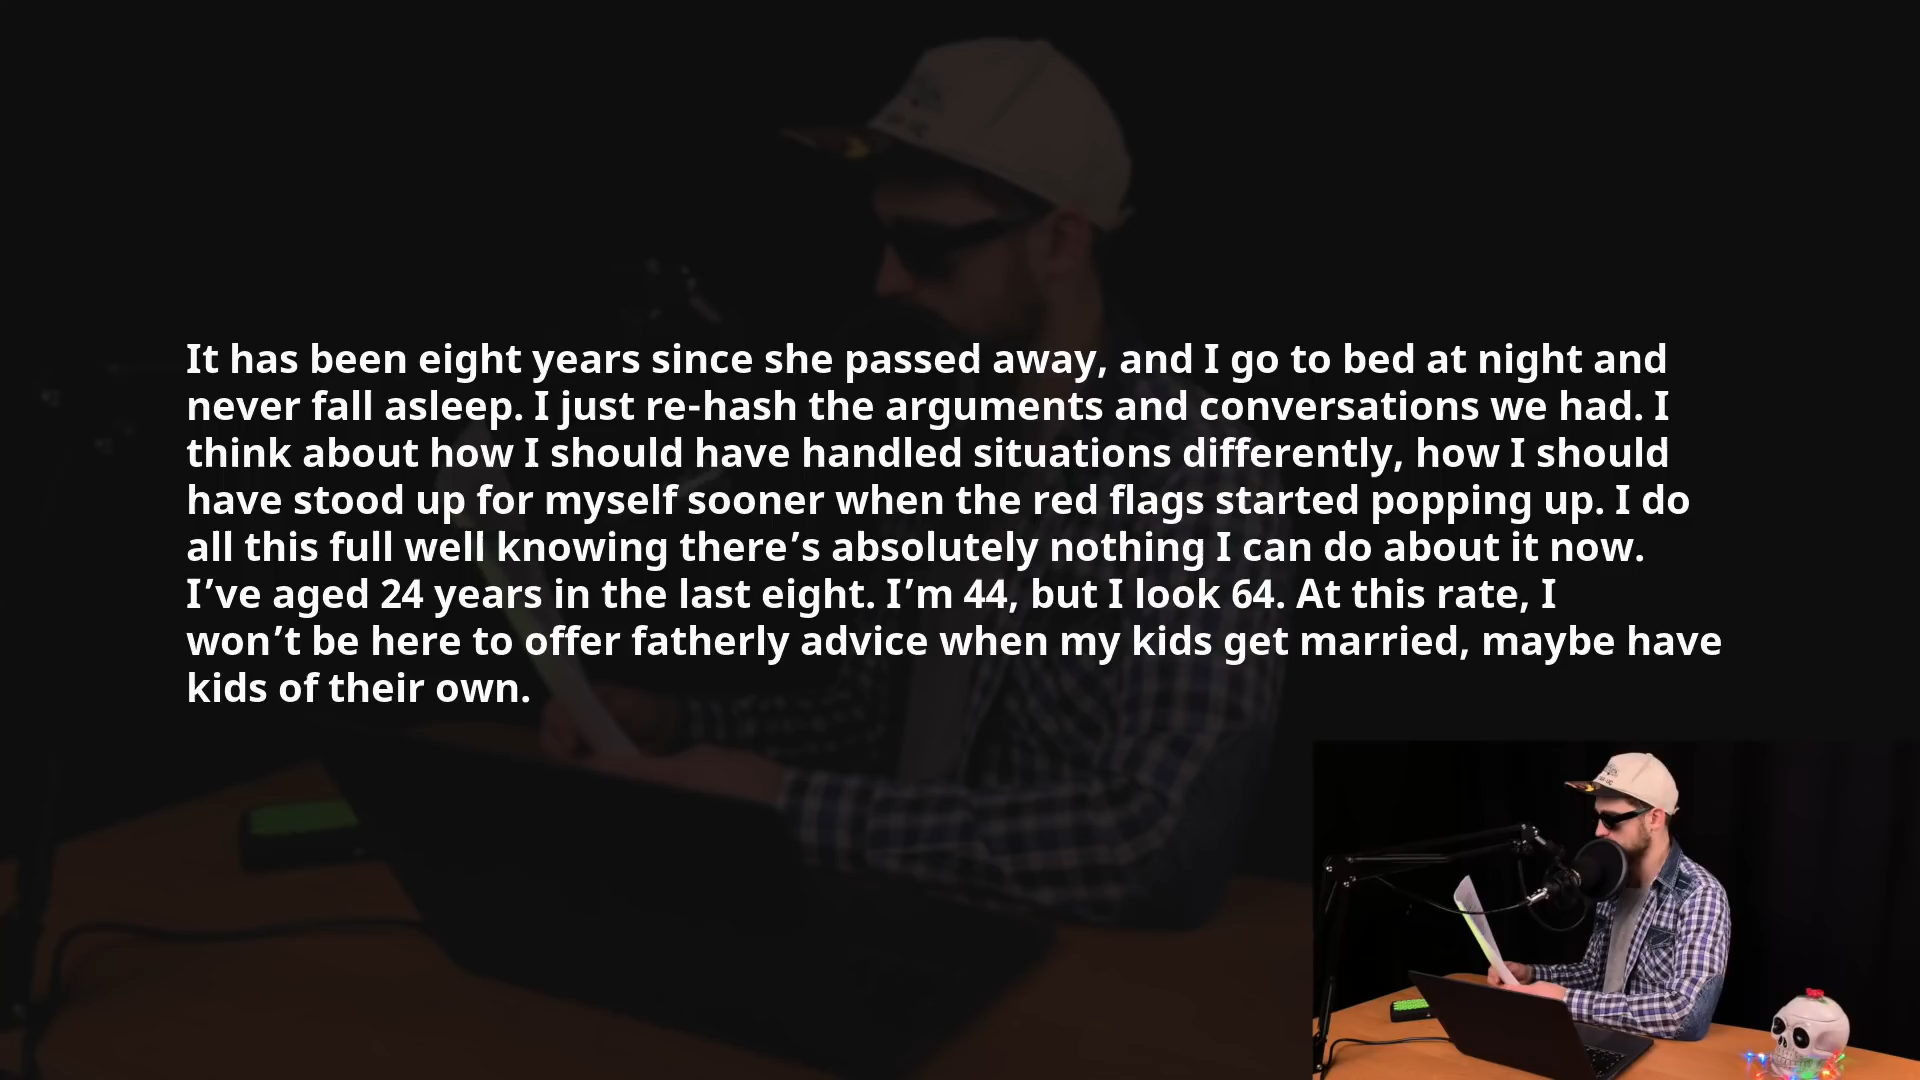 It has been eight years since she passed away, and I go to bed at night and
never fall asleep. I just re-hash the arguments and conversations we had. I
think about how I should have handled situations differently, how I should
have stood up for myself sooner when the red flags started popping up. I do
all this full well knowing there’s absolutely nothing I can do about it now.
I’ve aged 24 years in the last eight. I’m 44, but I look 64. At this rate, I
won’t be here to offer fatherly advice when my kids get married, maybe have
kids of their own.